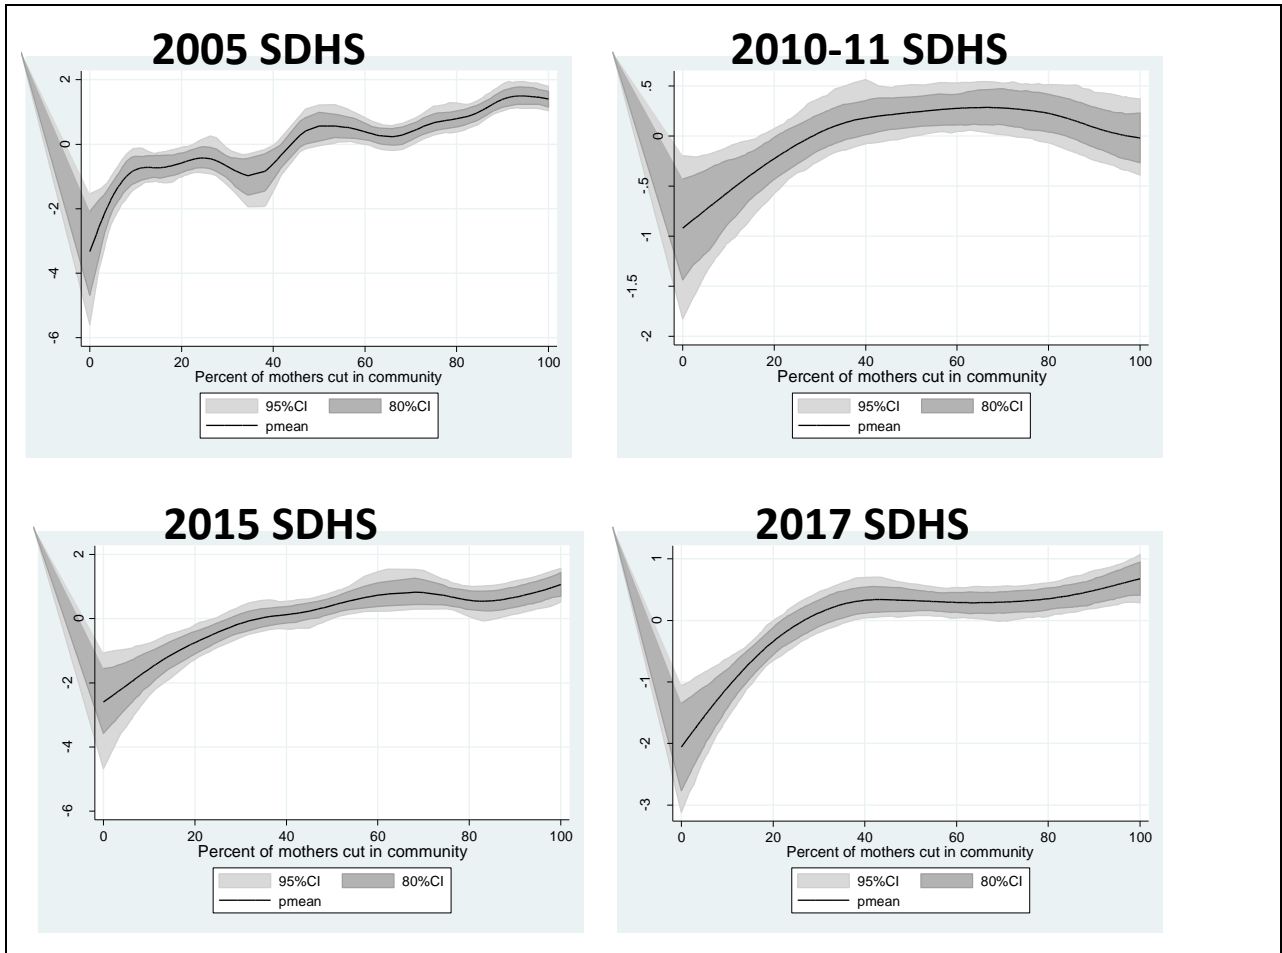 2005 SDHS
2010-11 SDHS
2
0
-2
-4
-6
0 20 40 60 80 100
Percent of mothers cut in community
95%CI 80%CI
pmean
.5
0
-.5
-1
-1.5
-2
0 20 40 60 80 100
Percent of mothers cut in community
95%CI 80%CI
pmean
2015 SDHS
2017 SDHS
2
0
-2
-4
-6
0 20 40 60 80 100
Percent of mothers cut in community
95%CI 80%CI
pmean
1
0
-1
-2
-3
0 20 40 60 80 100
Percent of mothers cut in community
95%CI 80%CI
pmean